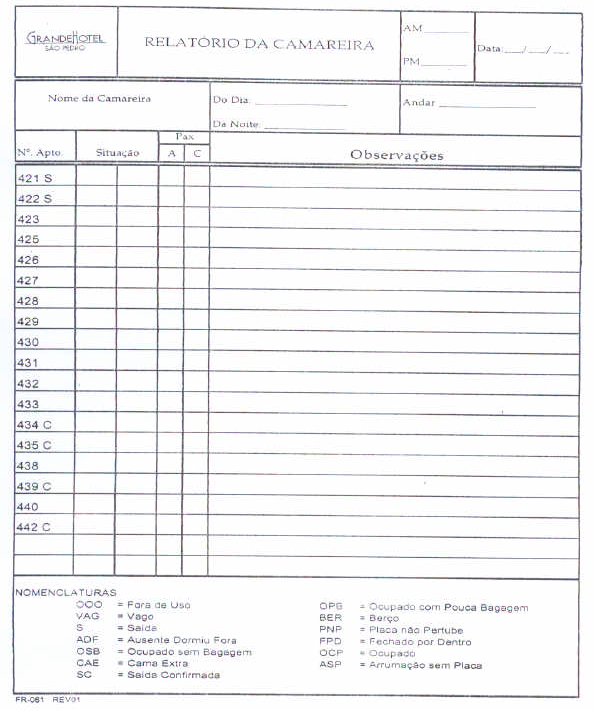 GRANDEHOTEL
SÃO PEDRO
RELATÓRIO DA CAMAREIRA
AM
PM
Data: __/__/__
Nome da Camareira
Do Dia:
Da Noite:
Andar
Nº. Apto.
Situação
Pax
A
C
Observações
421 S
422 S
423
425
426
427
428
429
430
431
432
433
434 C
435 C
438
439 C
440
442 C
NOMENCLATURAS
OOO = Fora de Uso
VAG = Vago
S = Saída
ADF = Ausente Dormiu Fora
OSB = Ocupado sem Bagagem
CAE = Cama Extra
SC = Saída Confirmada
OPB = Ocupado com Pouca Bagagem
BER = Berço
PNP = Placa não Pertube
FPD = Fechado por Dentro
OCP = Ocupado
ASP = Arrumação sem Placa
FR-061 REV01